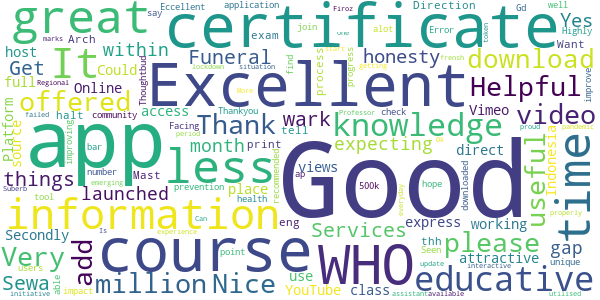 great certificate Eccellent application Firoz Gd
say Direction Highly well
It Arch exam join Error token Yes
host within Funeral process honesty download Want
Get Could Excellent find progress improve
full Online Thoughtbud
offered access Thank wark knowledge Helpful video
Platform source halt month print tell expecting Vimeo
improving bar community Facing period Professor check direct proud pandemic
app less Good time
things number launched Mast prevention place views 500k hope downloaded useful Indonesia
Suberb emerging health recommended ap everyday
information Services eng express working
Secondly tool point thh Seen attractive unique
Very add course WHO please gap
users Is experience Can update interactive properly
Sewa million Nice use YouTube class educative
initiative able impact assistant available utilised
failed Regional marks lockdown situation More
Thankyou alot